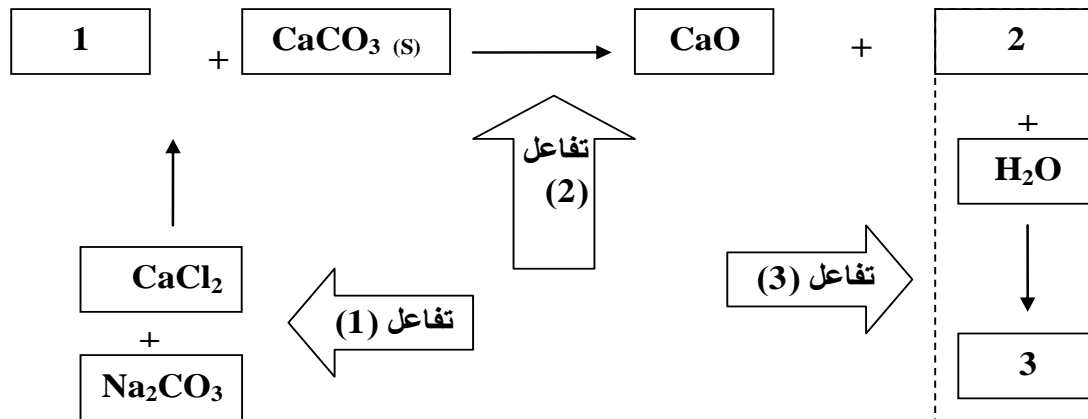 1 + CaCO₃ (S) CaO + 2
+
H₂O
تفاعل
(2)
تفاعل (3)
CaCl₂
تفاعل (1)
+
Na₂CO₃
3